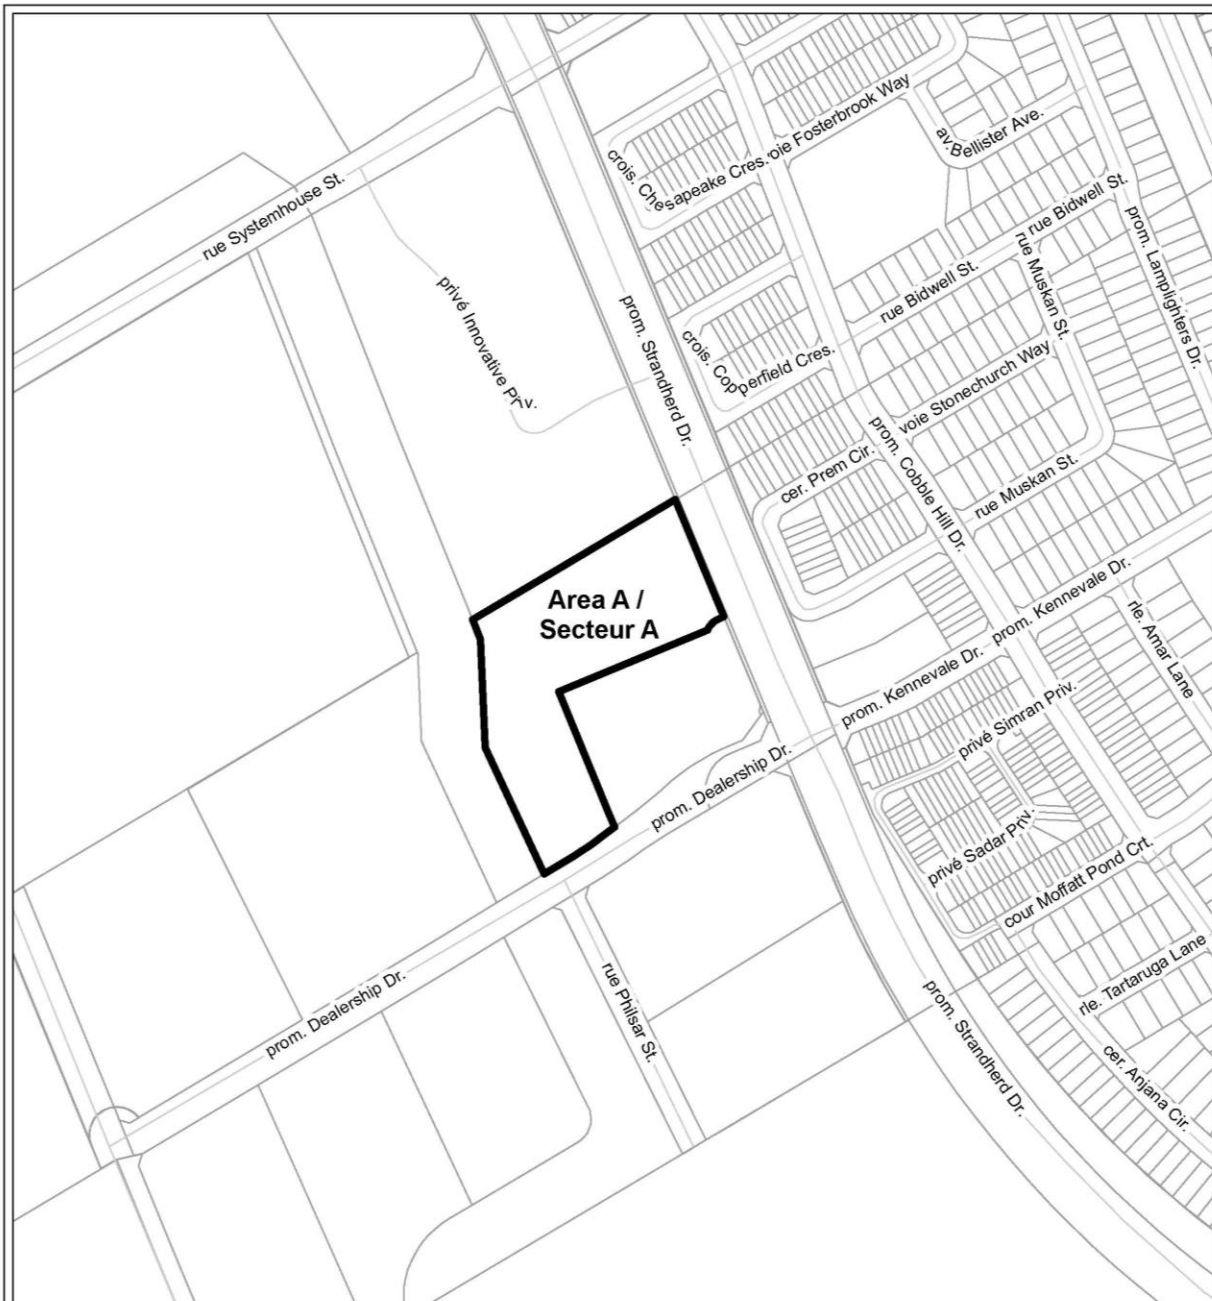 voie Fosterbrook Way
av. Bellister Ave.
crois. Chesapeake Cres.
rue Systemhouse St.
rue Bidwell St.
prom. Lamplighters Dr.
rue Muskan St.
rue Bidwell St.
privé Innovative Priv.
prom. Strandherd Dr.
crois. Copperfield Cres.
voie Stonechurch Way
prom. Cobble Hill Dr.
cer. Prem Cir.
rue Muskan St.
Area A /
Secteur A
prom. Kennevale Dr.
rle. Amar Lane
prom. Kennevale Dr.
privé Simran Priv.
prom. Dealership Dr.
privé Sadar Priv.
cour Moffatt Pond Crt.
rle. Tartaruga Lane
prom. Dealership Dr.
rue Philsar St.
prom. Strandherd Dr.
cer. Anjana Cir.